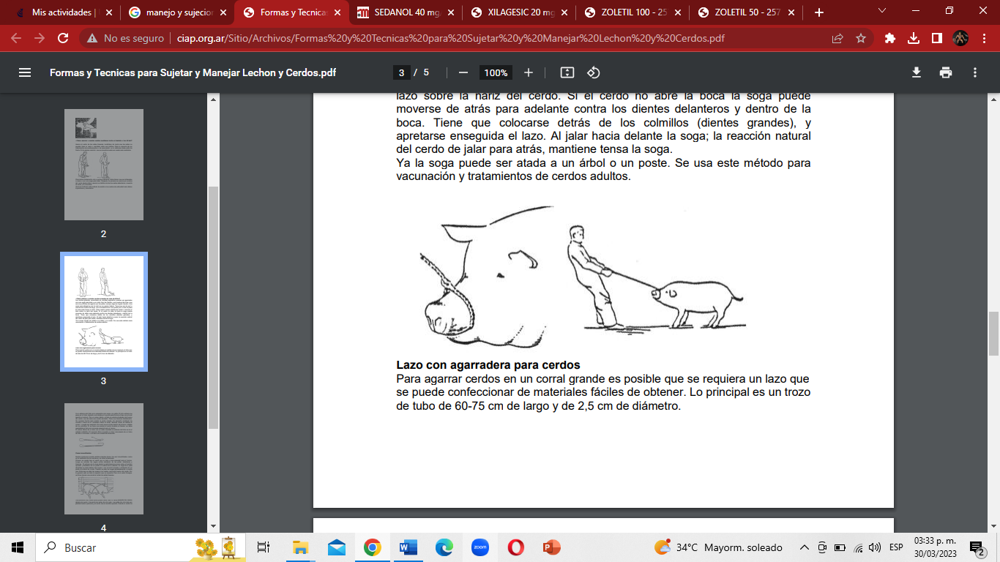 Mis actividades |
manejo y sujecion
Formas y Tecnicas
SEDANOL 40 mg/
XILAGESIC 20 mg
ZOLETIL 100 - 25
ZOLETIL 50 - 257
No es seguro
ciap.org.ar/Sitio/Archivos/Formas%20y%20Tecnicas%20para%20Sujetar%20y%20Manejar%20Lechon%20y%20Cerdos.pdf
Formas y Tecnicas para Sujetar y Manejar Lechon y Cerdos.pdf
3 / 5
100%
2
3
4
lazo sobre la nariz del cerdo. Si el cerdo no abre la boca la soga puede
moverse de atrás para adelante contra los dientes delanteros y dentro de la
boca. Tiene que colocarse detrás de los colmillos (dientes grandes), y
apretarse enseguida el lazo. Al jalar hacia delante la soga; la reacción natural
del cerdo de jalar para atrás, mantiene tensa la soga.
Ya la soga puede ser atada a un árbol o un poste. Se usa este método para
vacunación y tratamientos de cerdos adultos.
Lazo con agarradera para cerdos
Para agarrar cerdos en un corral grande es posible que se requiera un lazo que
se puede confeccionar de materiales fáciles de obtener. Lo principal es un trozo
de tubo de 60-75 cm de largo y de 2,5 cm de diámetro.
Buscar
zoom
34°C Mayorm. soleado
ESP
03:33 p. m.
30/03/2023
2